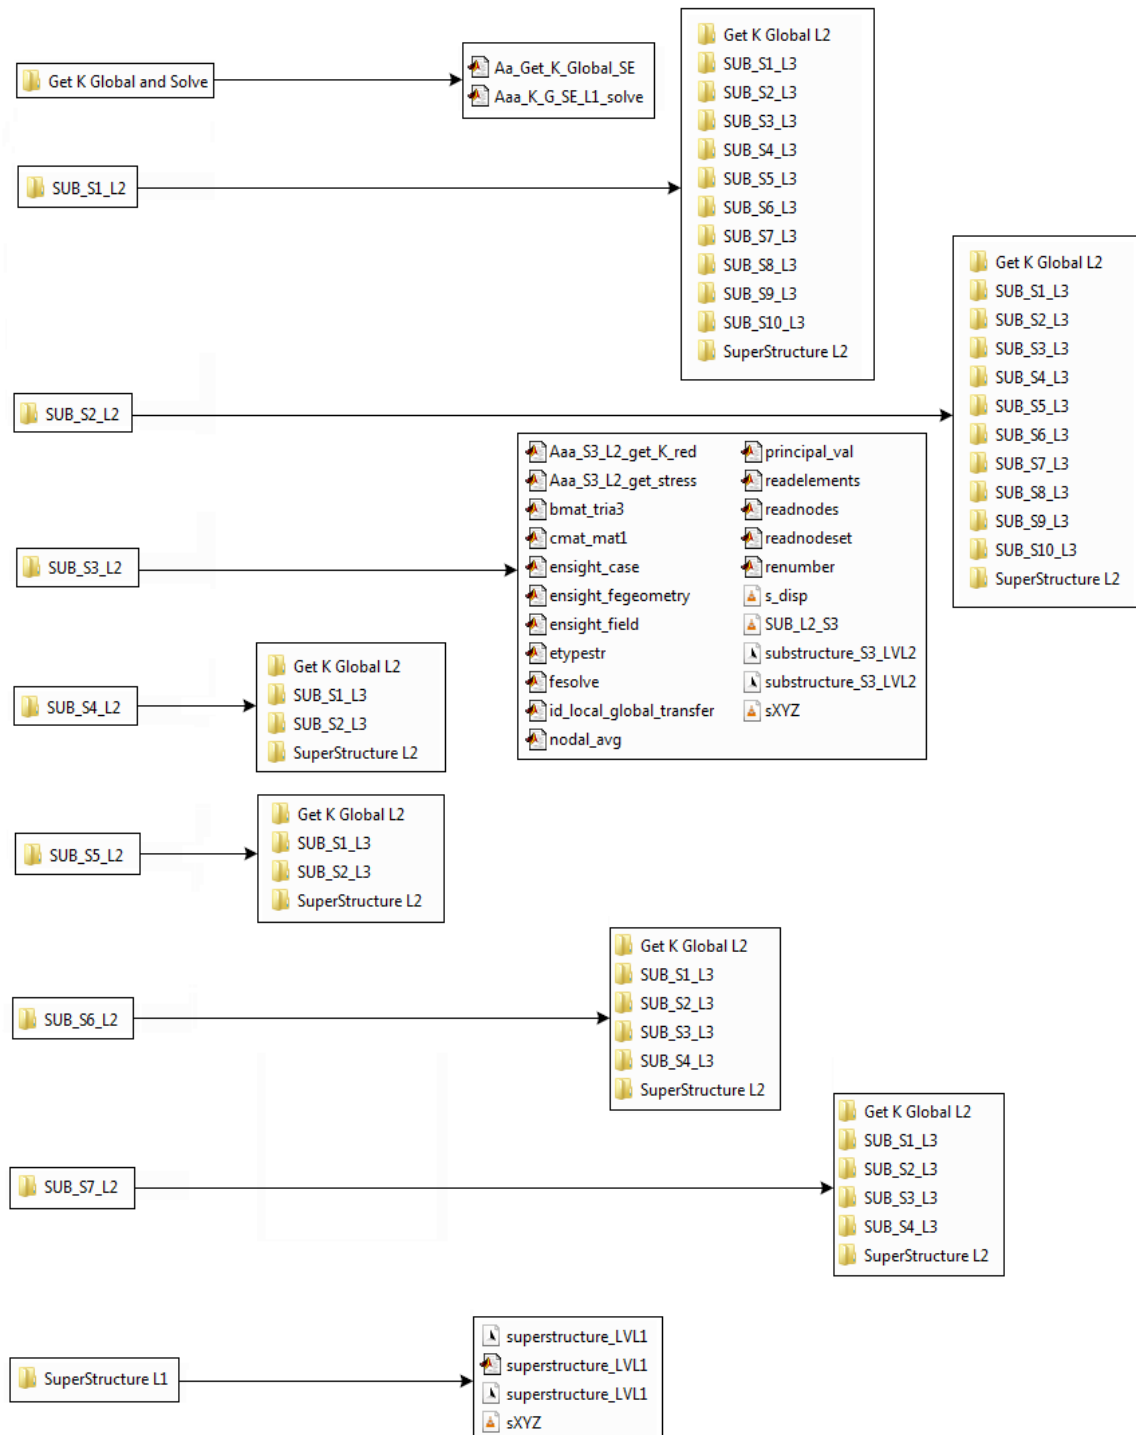 Get K Global and Solve
Aa_Get_K_Global_SE
Aaa_K_G_SE_L1_solve
SUB_S1_L2
Get K Global L2
SUB_S1_L3
SUB_S2_L3
SUB_S3_L3
SUB_S4_L3
SUB_S5_L3
SUB_S6_L3
SUB_S7_L3
SUB_S8_L3
SUB_S9_L3
SUB_S10_L3
SuperStructure L2
SUB_S2_L2
Get K Global L2
SUB_S1_L3
SUB_S2_L3
SUB_S3_L3
SUB_S4_L3
SUB_S5_L3
SUB_S6_L3
SUB_S7_L3
SUB_S8_L3
SUB_S9_L3
SUB_S10_L3
SuperStructure L2
SUB_S3_L2
Aaa_S3_L2_get_K_red
Aaa_S3_L2_get_stress
bmat_tria3
cmat_mat1
ensight_case
ensight_fegeometry
ensight_field
etypestr
fesolve
id_local_global_transfer
nodal_avg
principal_val
readelements
readnodes
readnodeset
renumber
s_disp
SUB_L2_S3
substructure_S3_LVL2
substructure_S3_LVL2
sXYZ
SUB_S4_L2
Get K Global L2
SUB_S1_L3
SUB_S2_L3
SuperStructure L2
SUB_S5_L2
Get K Global L2
SUB_S1_L3
SUB_S2_L3
SuperStructure L2
SUB_S6_L2
Get K Global L2
SUB_S1_L3
SUB_S2_L3
SUB_S3_L3
SUB_S4_L3
SuperStructure L2
SUB_S7_L2
Get K Global L2
SUB_S1_L3
SUB_S2_L3
SUB_S3_L3
SUB_S4_L3
SuperStructure L2
SuperStructure L1
superstructure_LVL1
superstructure_LVL1
superstructure_LVL1
sXYZ